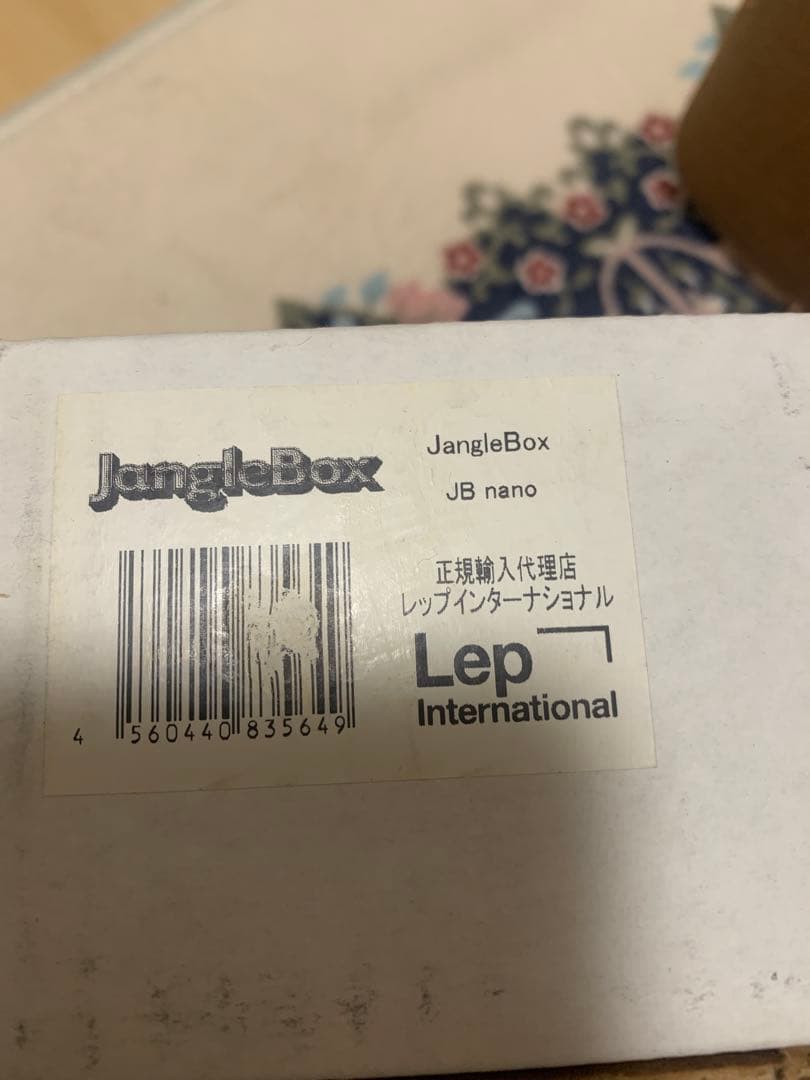 JangleBox
JangleBox
JB nano
正規輸入代理店
レップインターナショナル
Lep
International
4 560440 835649